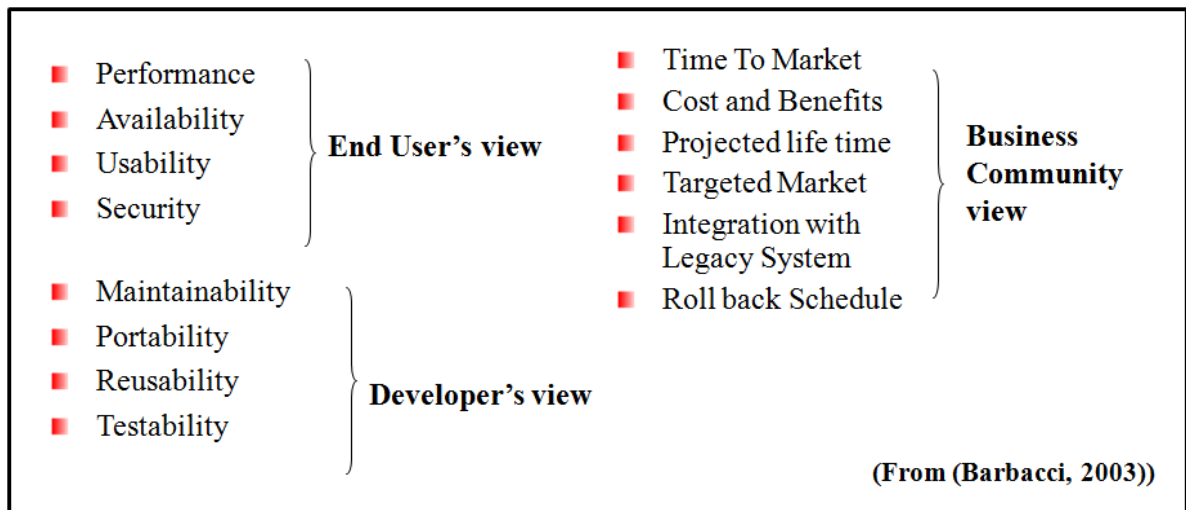 Performance
Availability
Usability
Security
End User’s view
Maintainability
Portability
Reusability
Testability
Developer’s view
Time To Market
Cost and Benefits
Projected life time
Targeted Market
Integration with
Legacy System
Roll back Schedule
Business
Community
view
(From (Barbacci, 2003))